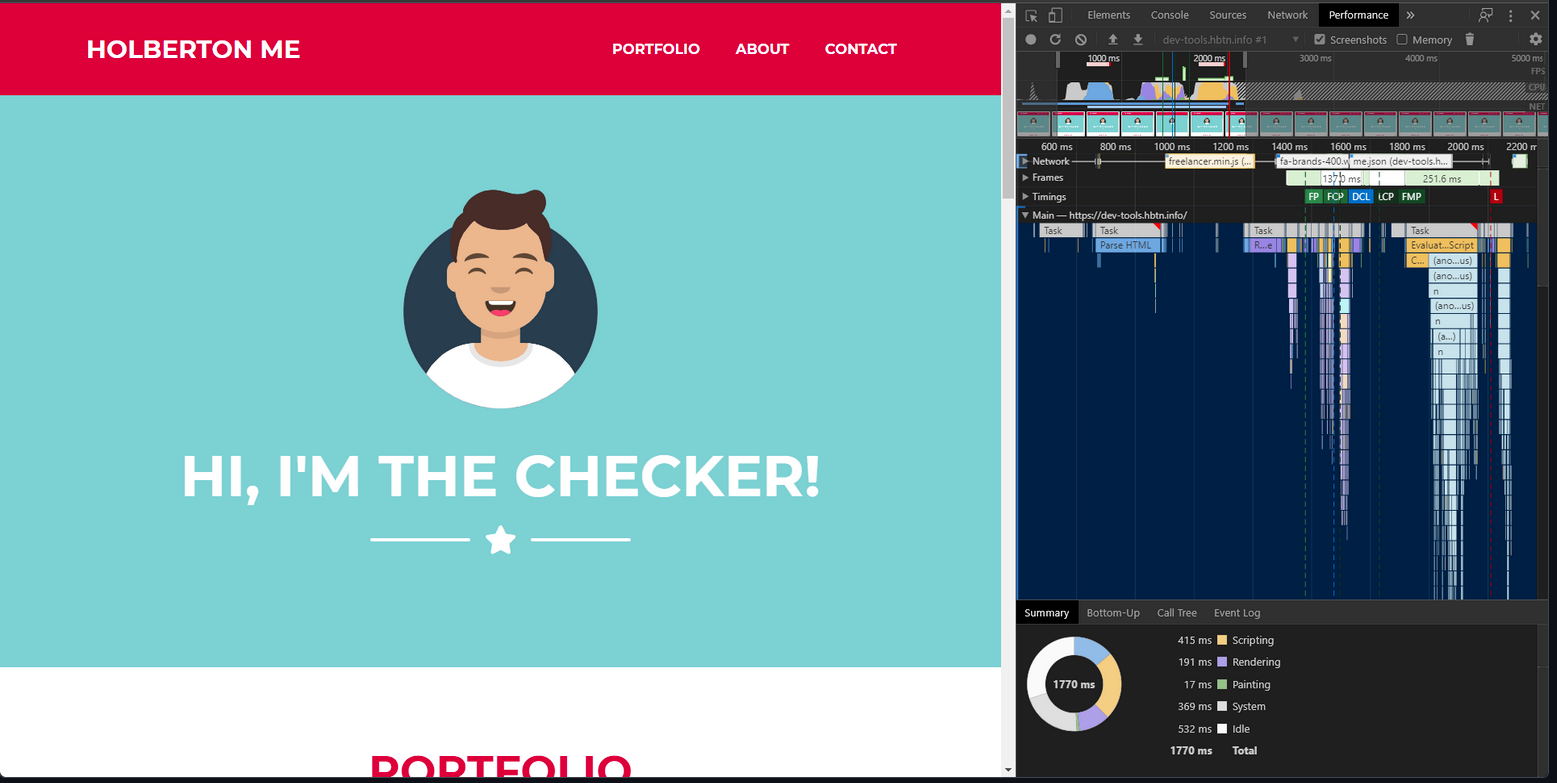 HOLBERTON ME
PORTFOLIO ABOUT CONTACT
HI, I'M THE CHECKER!
PORTFOLIO
Elements Console Sources Network Performance
dev-tools.hbtn.info #1 Screenshots Memory
1000 ms 2000 ms 3000 ms 4000 ms 5000 ms
FPS
CPU
NET
600 ms 800 ms 1000 ms 1200 ms 1400 ms 1600 ms 1800 ms 2000 ms 2200 m
Network freelancer.min.js (... fa-brands-400.w me.json (dev-tools.h...
Frames 137.0 ms 251.6 ms
Timings FP FCP DCL LCP FMP L
Main — https://dev-tools.hbtn.info/
Task Task Task Task
Parse HTML R...e Evaluat...Script
C... (ano...us)
(ano...us)
n
(ano...us)
n
(a...)
n
Summary Bottom-Up Call Tree Event Log
1770 ms
415 ms Scripting
191 ms Rendering
17 ms Painting
369 ms System
532 ms Idle
1770 ms Total